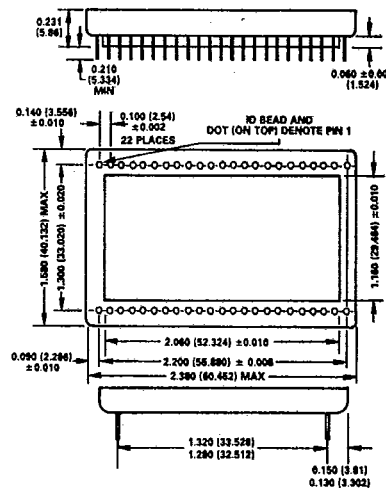 0.231
(5.86)
0.210
(5.334)
MIN
0.060 ±0.00
(1.524)
0.140 (3.556)
±0.010
0.100 (2.54)
±0.002
22 PLACES
ID BEAD AND
DOT (ON TOP) DENOTE PIN 1
1.580 (40.132) MAX
1.300 (33.020) ±0.020
1.160 (29.464) ±0.010
2.060 (52.324) ±0.010
0.090 (2.286)
±0.010
2.200 (55.880) ± 0.008
2.380 (60.452) MAX
1.320 (33.528)
1.280 (32.512)
0.150 (3.81)
0.130 (3.302)